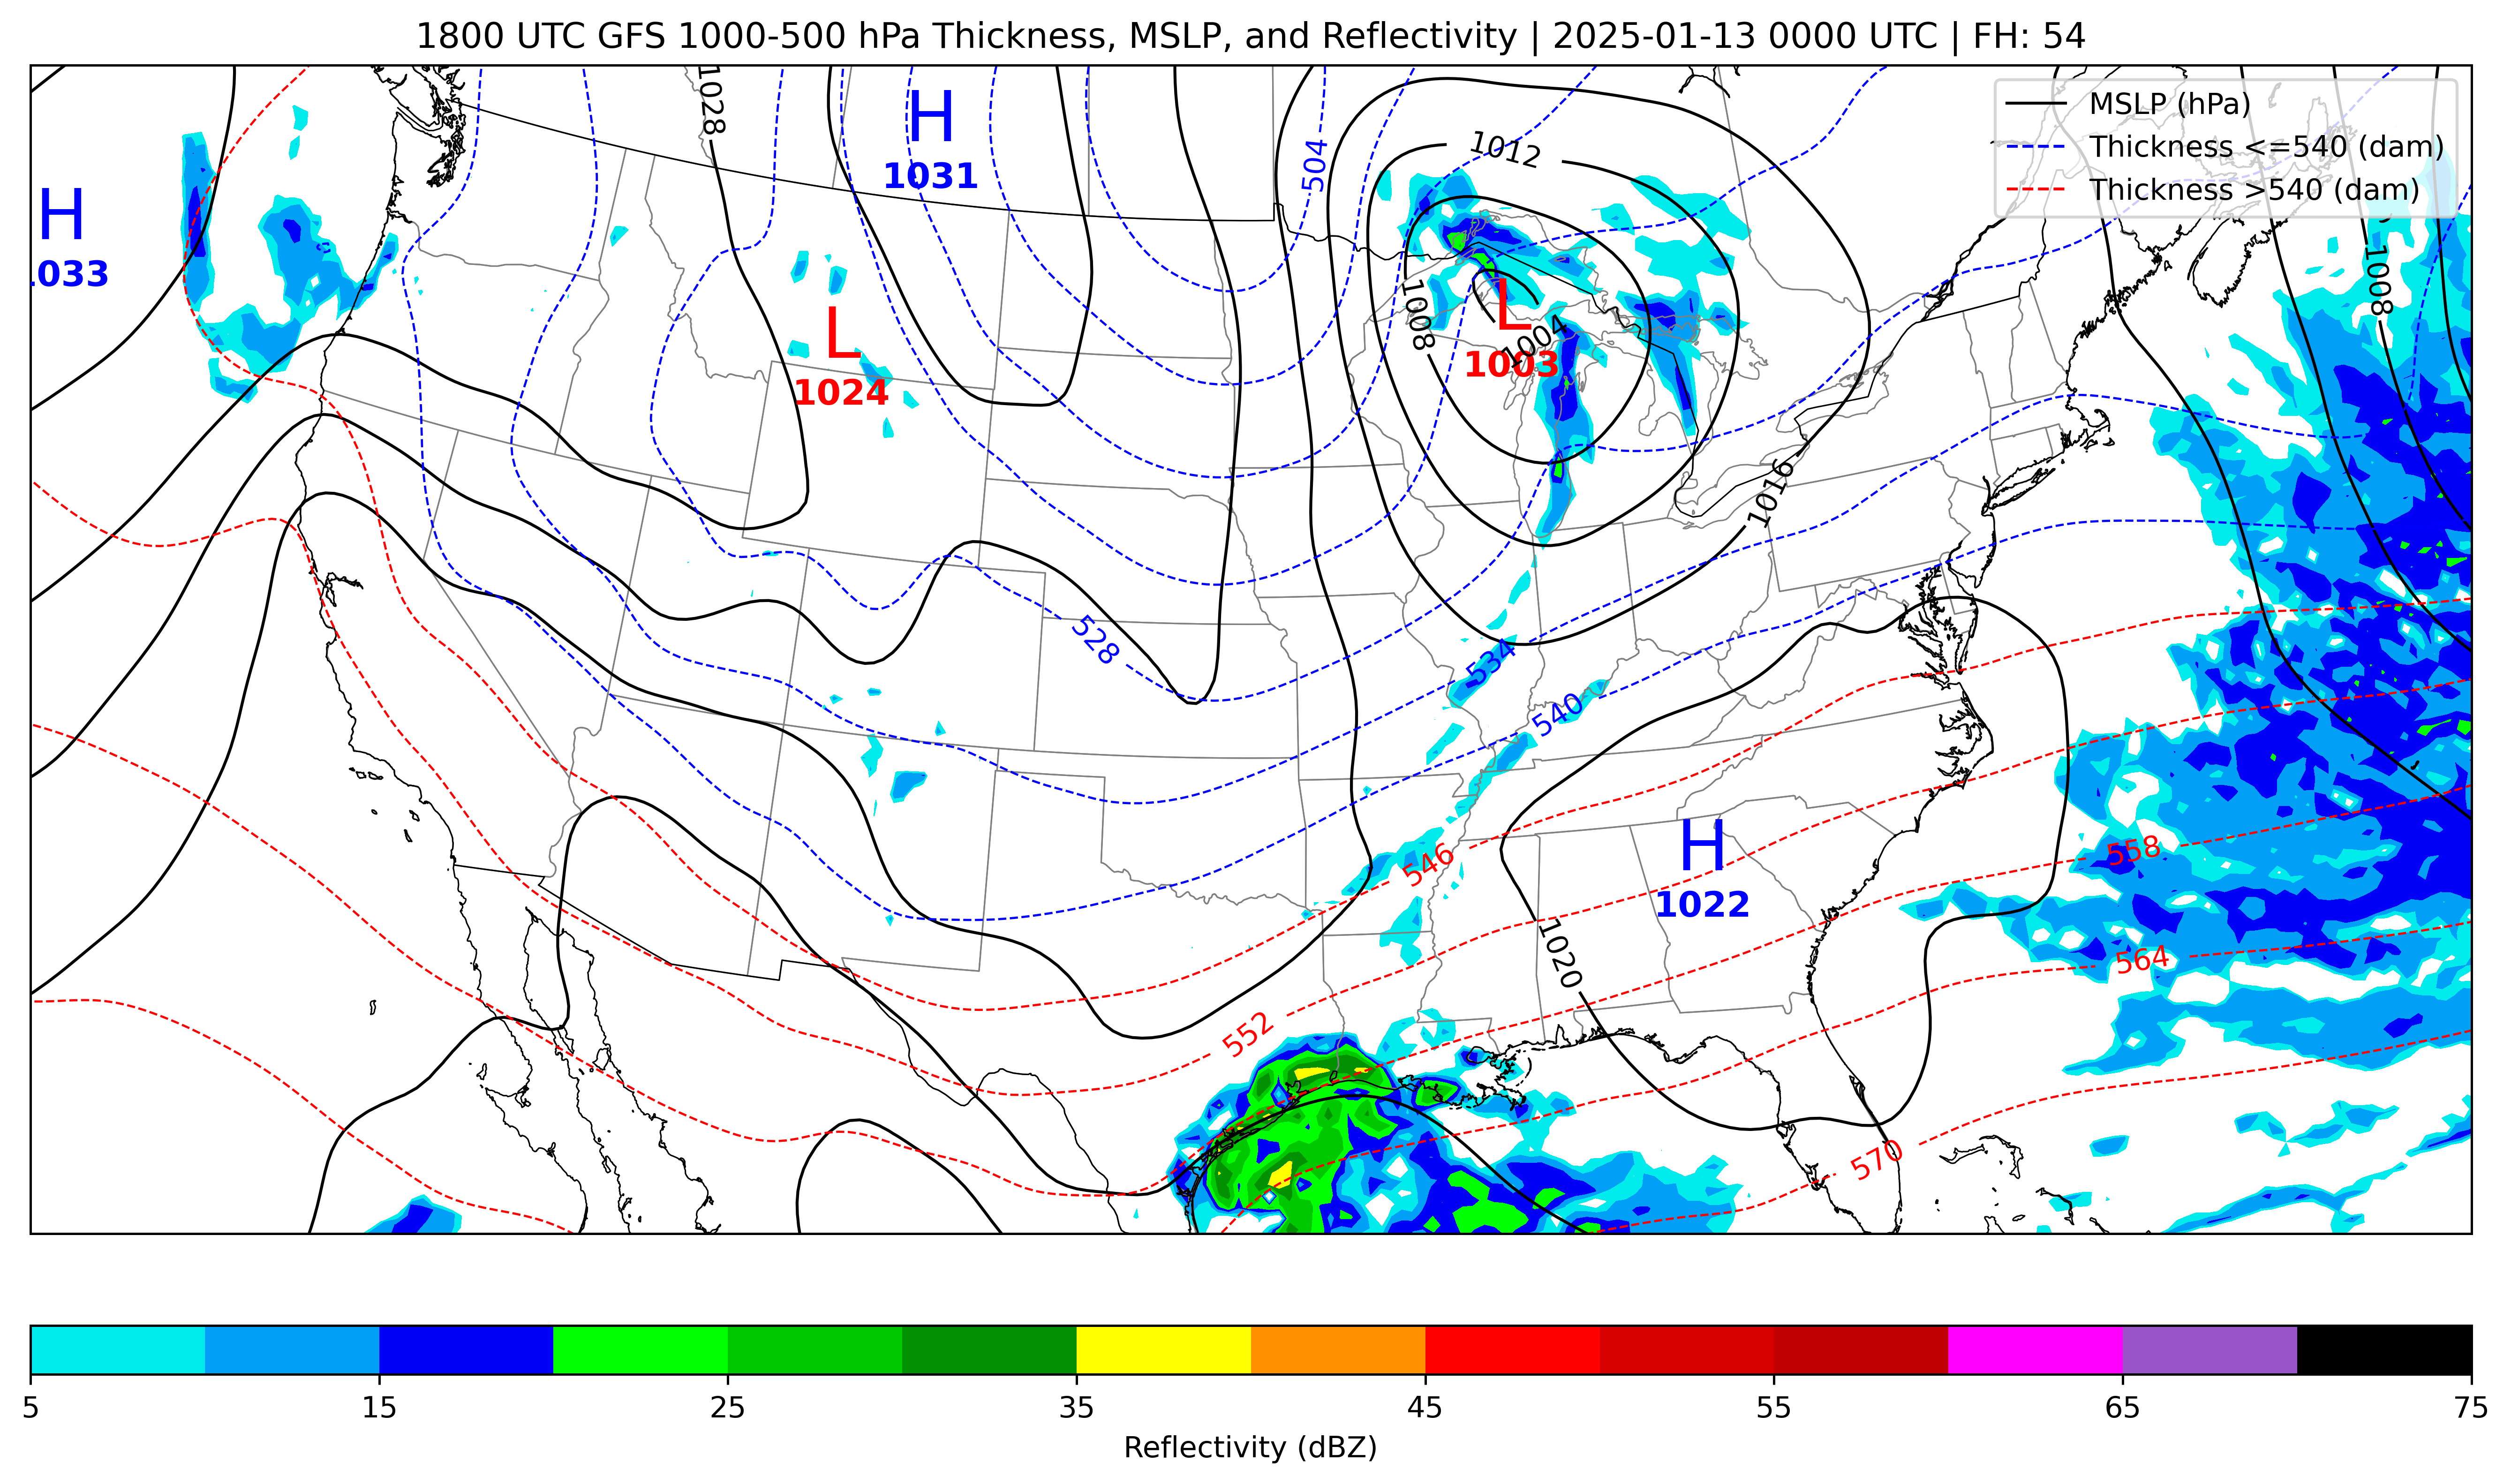 1800 UTC GFS 1000-500 hPa Thickness, MSLP, and Reflectivity | 2025-01-13 0000 UTC | FH: 54
MSLP (hPa)
Thickness <=540 (dam)
Thickness >540 (dam)
1028
H
1031
504
1012
H
1033
L
1024
1008
L
1003
1004
1008
1016
528
534
540
546
H
1022
1020
558
564
552
570
5
15
25
35
45
55
65
75
Reflectivity (dBZ)